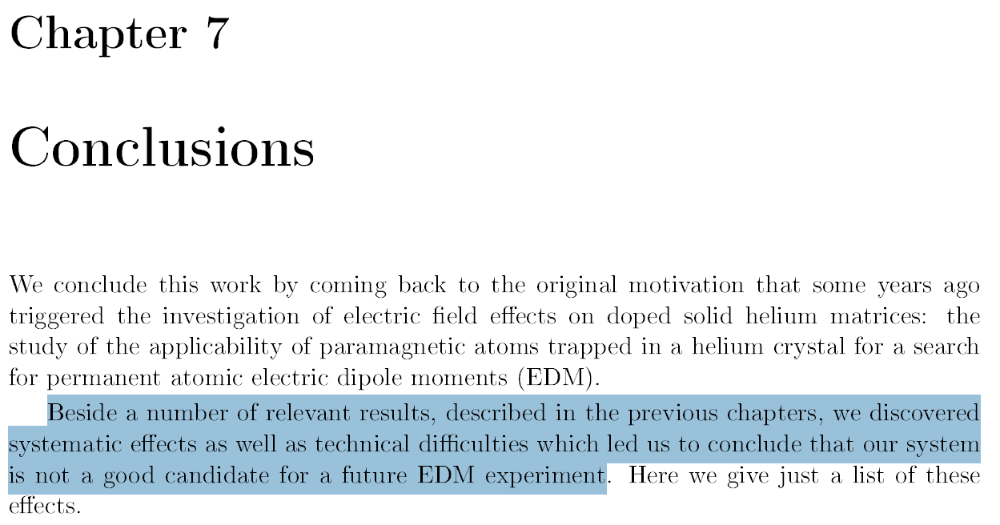 Chapter 7
Conclusions
We conclude this work by coming back to the original motivation that some years ago
triggered the investigation of electric field effects on doped solid helium matrices: the
study of the applicability of paramagnetic atoms trapped in a helium crystal for a search
for permanent atomic electric dipole moments (EDM).
Beside a number of relevant results, described in the previous chapters, we discovered
systematic effects as well as technical difficulties which led us to conclude that our system
is not a good candidate for a future EDM experiment. Here we give just a list of these
effects.